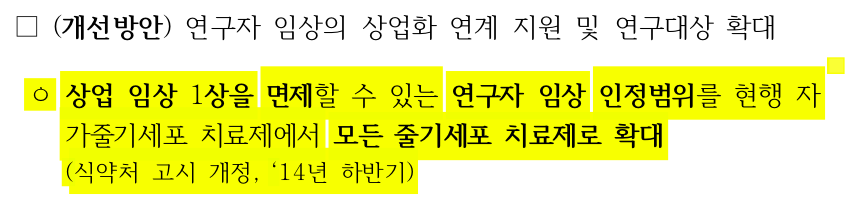 □ (개선방안) 연구자 임상의 상업화 연계 지원 및 연구대상 확대
ㅇ 상업 임상 1상을 면제할 수 있는 연구자 임상 인정범위를 현행 자
가줄기세포 치료제에서 모든 줄기세포 치료제로 확대
(식약처 고시 개정, ‘14년 하반기)